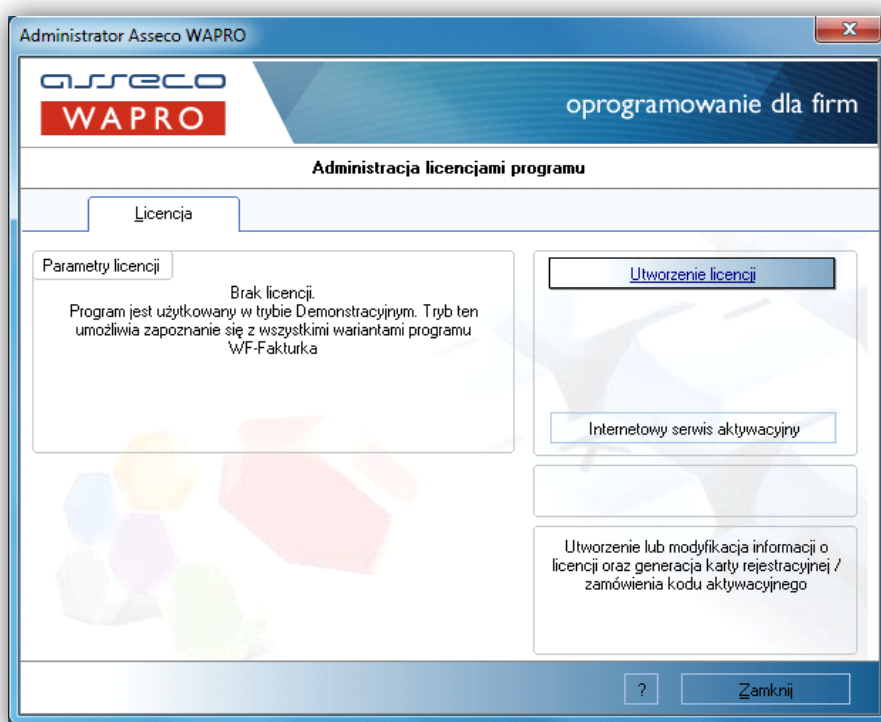 Administrator Asseco WAPRO
asseco
WAPRO
oprogramowanie dla firm
Administracja licencjami programu
Licencja
Parametry licencji
Brak licencji.
Program jest użytkowany w trybie Demonstracyjnym. Tryb ten
umożliwia zapoznanie się z wszystkimi wariantami programu
WF-Fakturka
Utworzenie licencji
Internetowy serwis aktywacyjny
Utworzenie lub modyfikacja informacji o
licencji oraz generacja karty rejestracyjnej /
zamówienia kodu aktywacyjnego
?
Zamknij